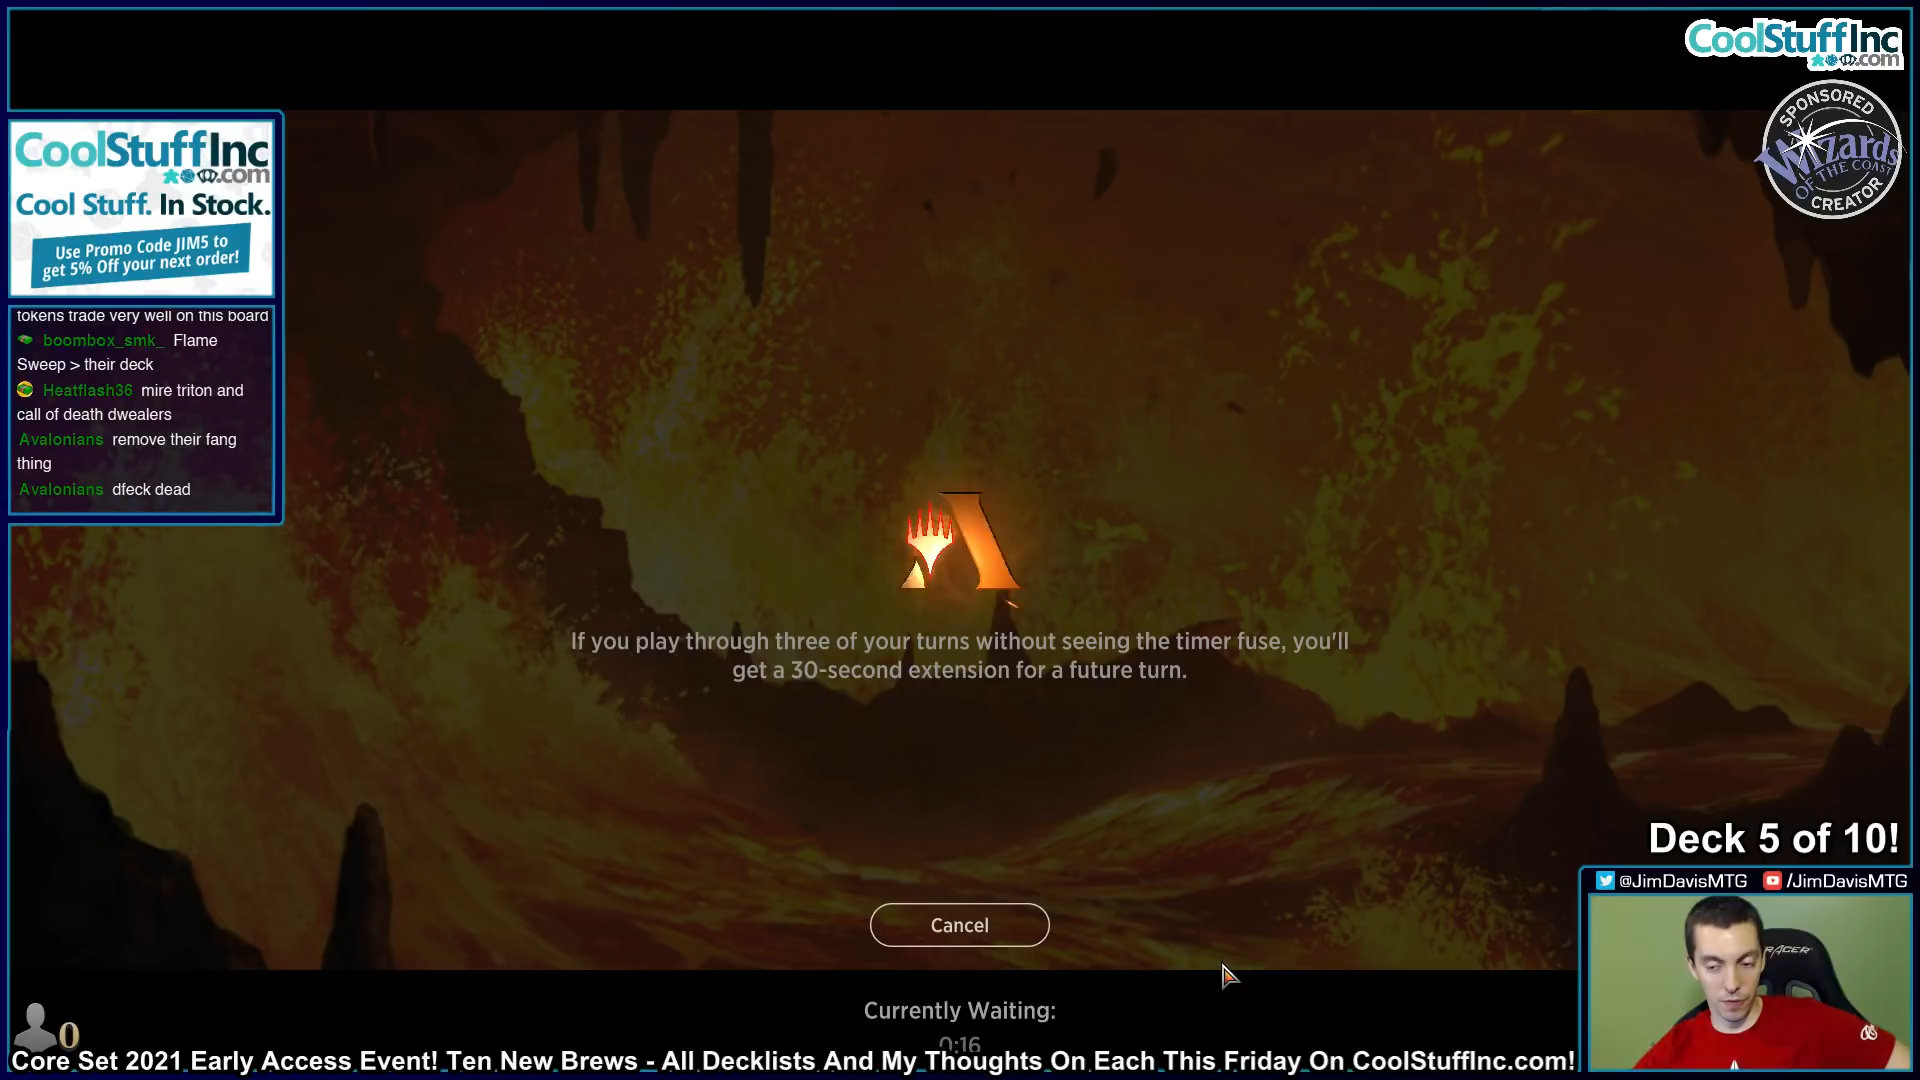 CoolStuffInc
.com
SPONSORED
Wizards
OF THE COAST
CREATOR
CoolStuffInc
.com
Cool Stuff. In Stock.
Use Promo Code JIM5 to
get 5% Off your next order!
tokens trade very well on this board
boombox_smk_ Flame
Sweep > their deck
Heatflash36 mire triton and
call of death dwealers
Avalonians remove their fang
thing
Avalonians dfeck dead
If you play through three of your turns without seeing the timer fuse, you'll
get a 30-second extension for a future turn.
Cancel
Deck 5 of 10!
@JimDavisMTG /JimDavisMTG
RACER
Currently Waiting:
0:16
0
Core Set 2021 Early Access Event! Ten New Brews - All Decklists And My Thoughts On Each This Friday On CoolStuffInc.com!